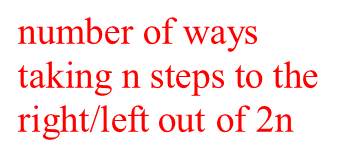 number of ways
taking n steps to the
right/left out of 2n